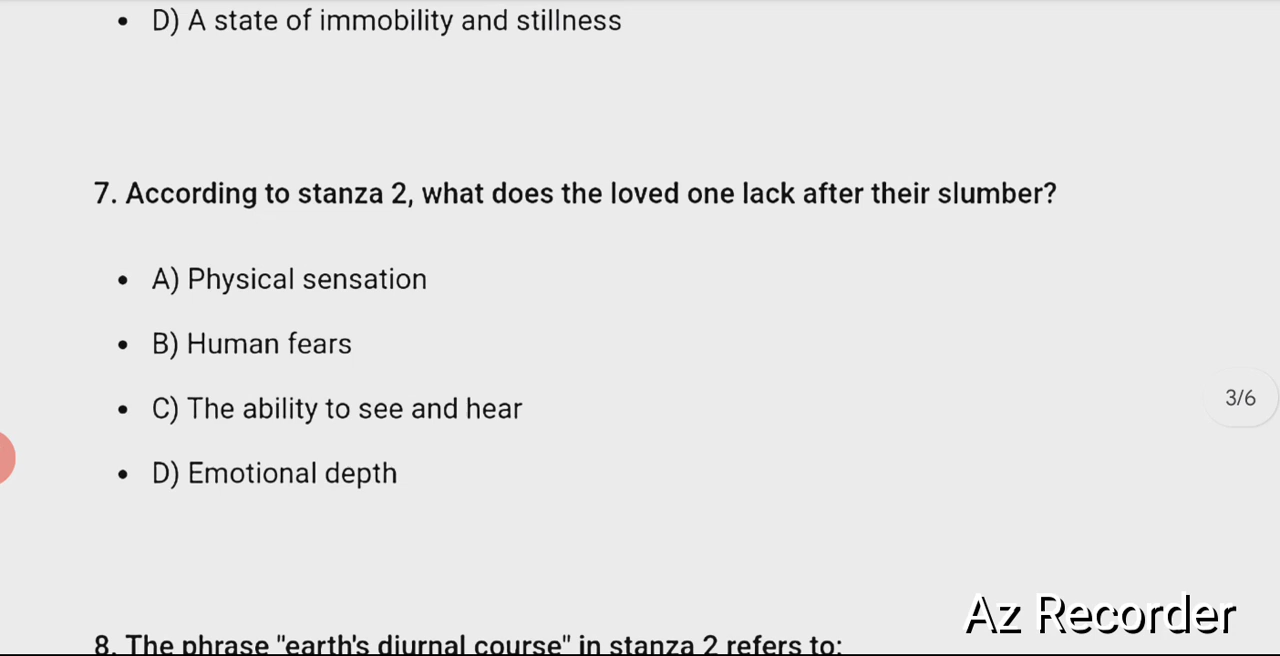 • D) A state of immobility and stillness
7. According to stanza 2, what does the loved one lack after their slumber?
• A) Physical sensation
• B) Human fears
• C) The ability to see and hear
3/6
• D) Emotional depth
Az Recorder
8. The phrase "earth's diurnal course" in stanza 2 refers to: